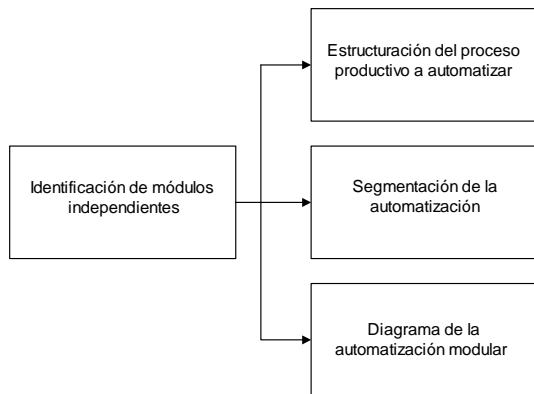 Estructuración del proceso
productivo a automatizar
Identificación de módulos
independientes
Segmentación de la
automatización
Diagrama de la
automatización modular